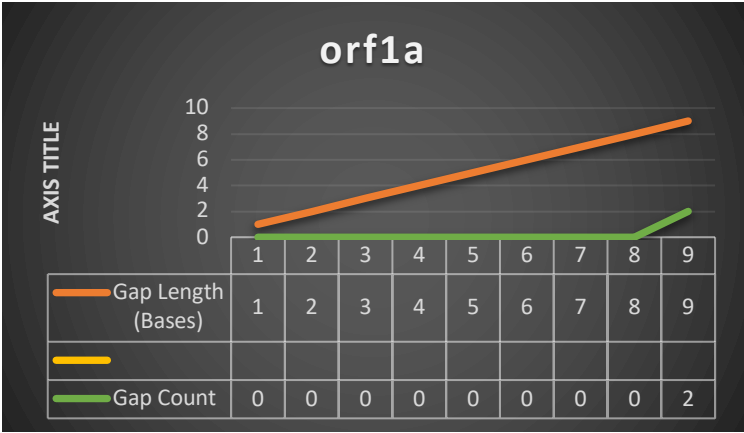 orf1a
AXIS TITLE
10
8
6
4
2
0
1 2 3 4 5 6 7 8 9
Gap Length
(Bases)
1 2 3 4 5 6 7 8 9
Gap Count
0 0 0 0 0 0 0 0 2